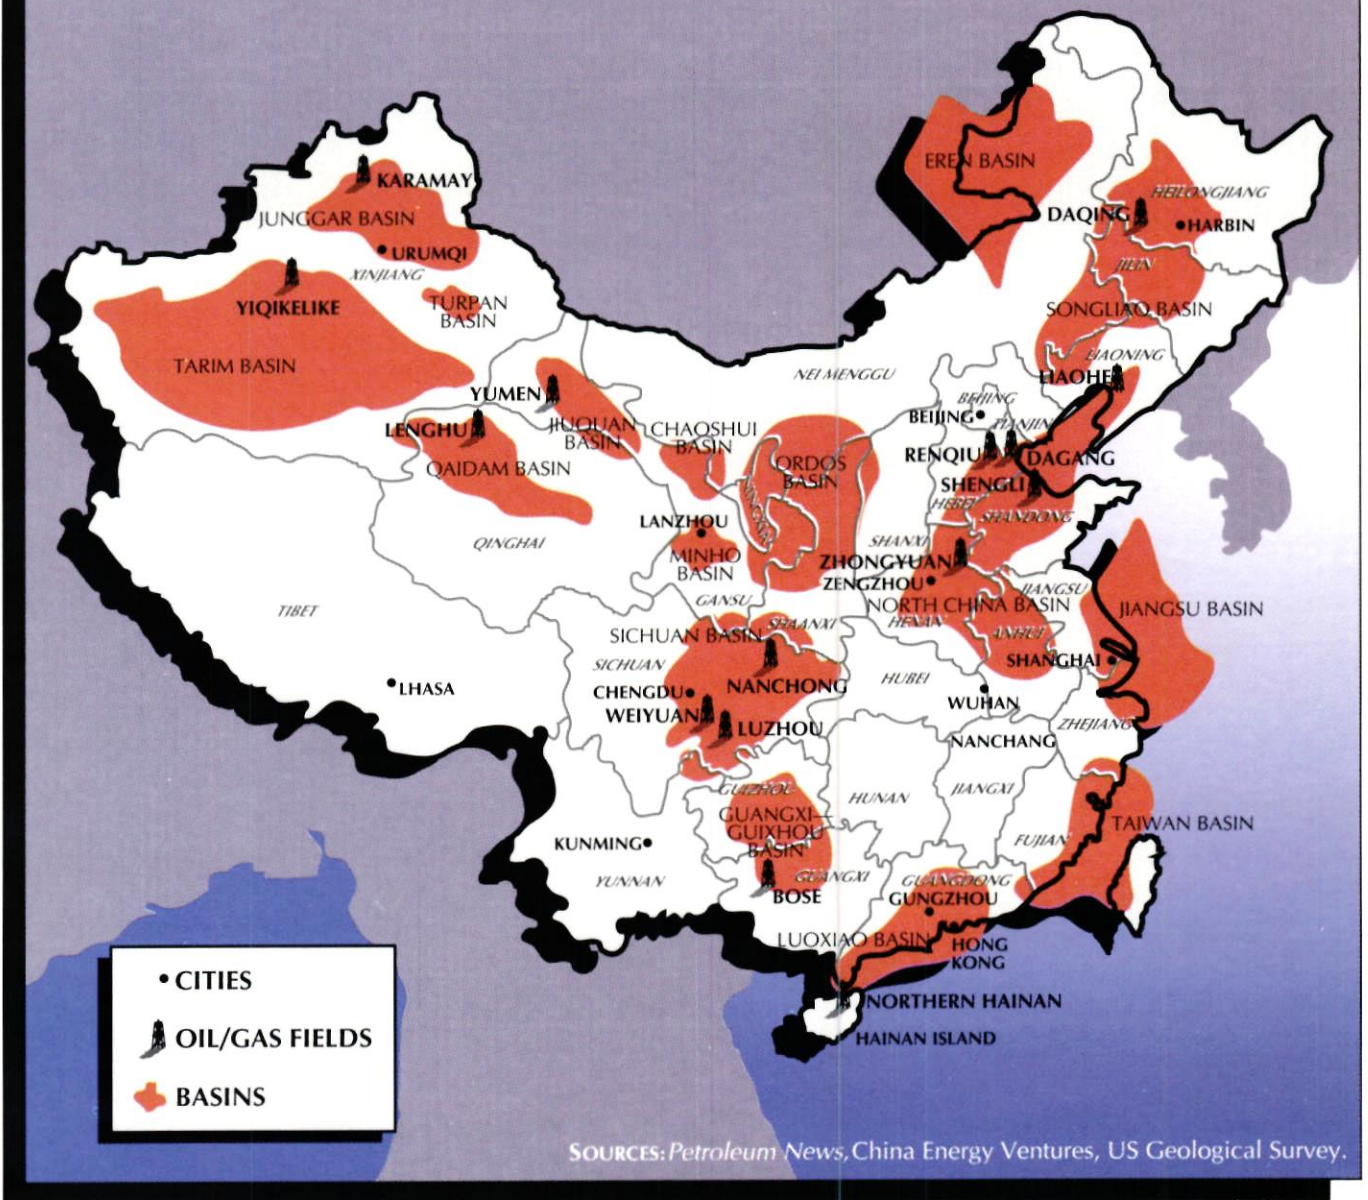 EREN BASIN
KARAMAY
HEILONGJIANG
JUNGGAR BASIN
DAQING
HARBIN
URUMQI
JILIN
XINJIANG
YIQIKELIKE
TURPAN
BASIN
SONGLIAO BASIN
LIAONING
TARIM BASIN
NEI MENGGU
LIAOHE
YUMEN
BEIJING
BEIJING
TIANJIN
LENGHU
JIUQUAN
BASIN
CHAOSHUI
BASIN
RENQIU
DAGANG
QAIDAM BASIN
ORDOS
BASIN
SHENGLI
HEBEI
SHANDONG
NINGXIA
LANZHOU
QINGHAI
SHANXI
MINHO
BASIN
ZHONGYUAN
ZENGZHOU
JIANGSU
GANSU
NORTH CHINA BASIN
JIANGSU BASIN
TIBET
HENAN
SHAANXI
ANHUI
SICHUAN BASIN
SICHUAN
SHANGHAI
HUBEI
LHASA
CHENGDU
NANCHONG
WUHAN
WEIYUAN
LUZHOU
ZHEJIANG
NANCHANG
GUIZHOU
HUNAN
JIANGXI
GUANGXI—
GUIXHOU
BASIN
TAIWAN BASIN
KUNMING
FUJIAN
YUNNAN
GUANGXI
GUANGDONG
BOSE
GUNGZHOU
LUOXIAO BASIN
HONG
KONG
NORTHERN HAINAN
HAINAN ISLAND
CITIES
OIL/GAS FIELDS
BASINS
SOURCES: Petroleum News, China Energy Ventures, US Geological Survey.